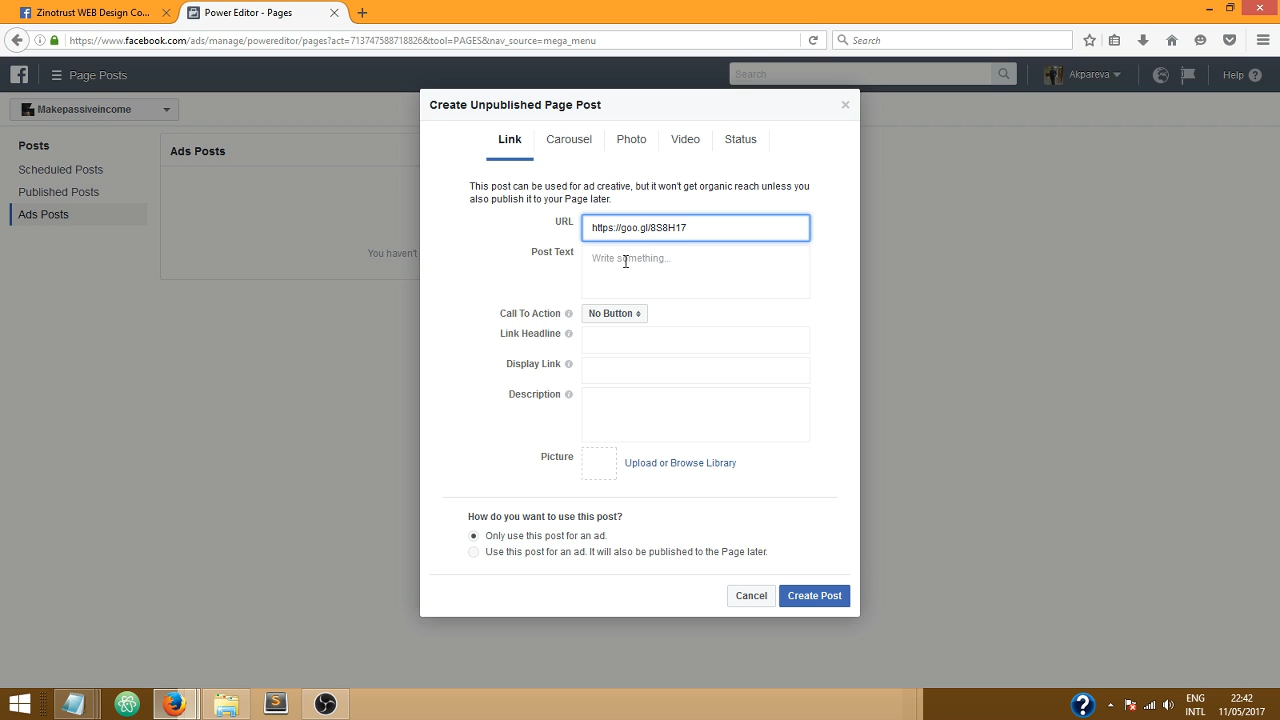 Zinotrust WEB Design Co...
Power Editor - Pages
https://www.facebook.com/ads/manage/powereditor/pages?act=713747588718826&tool=PAGES&nav_source=mega_menu
Search
Page Posts
Search
Akpareva
Help
Makepassiveincome
Posts
Scheduled Posts
Published Posts
Ads Posts
Ads Posts
You haven't
Create Unpublished Page Post
Link
Carousel
Photo
Video
Status
This post can be used for ad creative, but it won't get organic reach unless you
also publish it to your Page later.
URL
https://goo.gl/8S8H17
Post Text
Write something...
Call To Action
No Button
Link Headline
Display Link
Description
Picture
Upload or Browse Library
How do you want to use this post?
Only use this post for an ad.
Use this post for an ad. It will also be published to the Page later.
Cancel
Create Post
ENG
INTL
22:42
11/05/2017